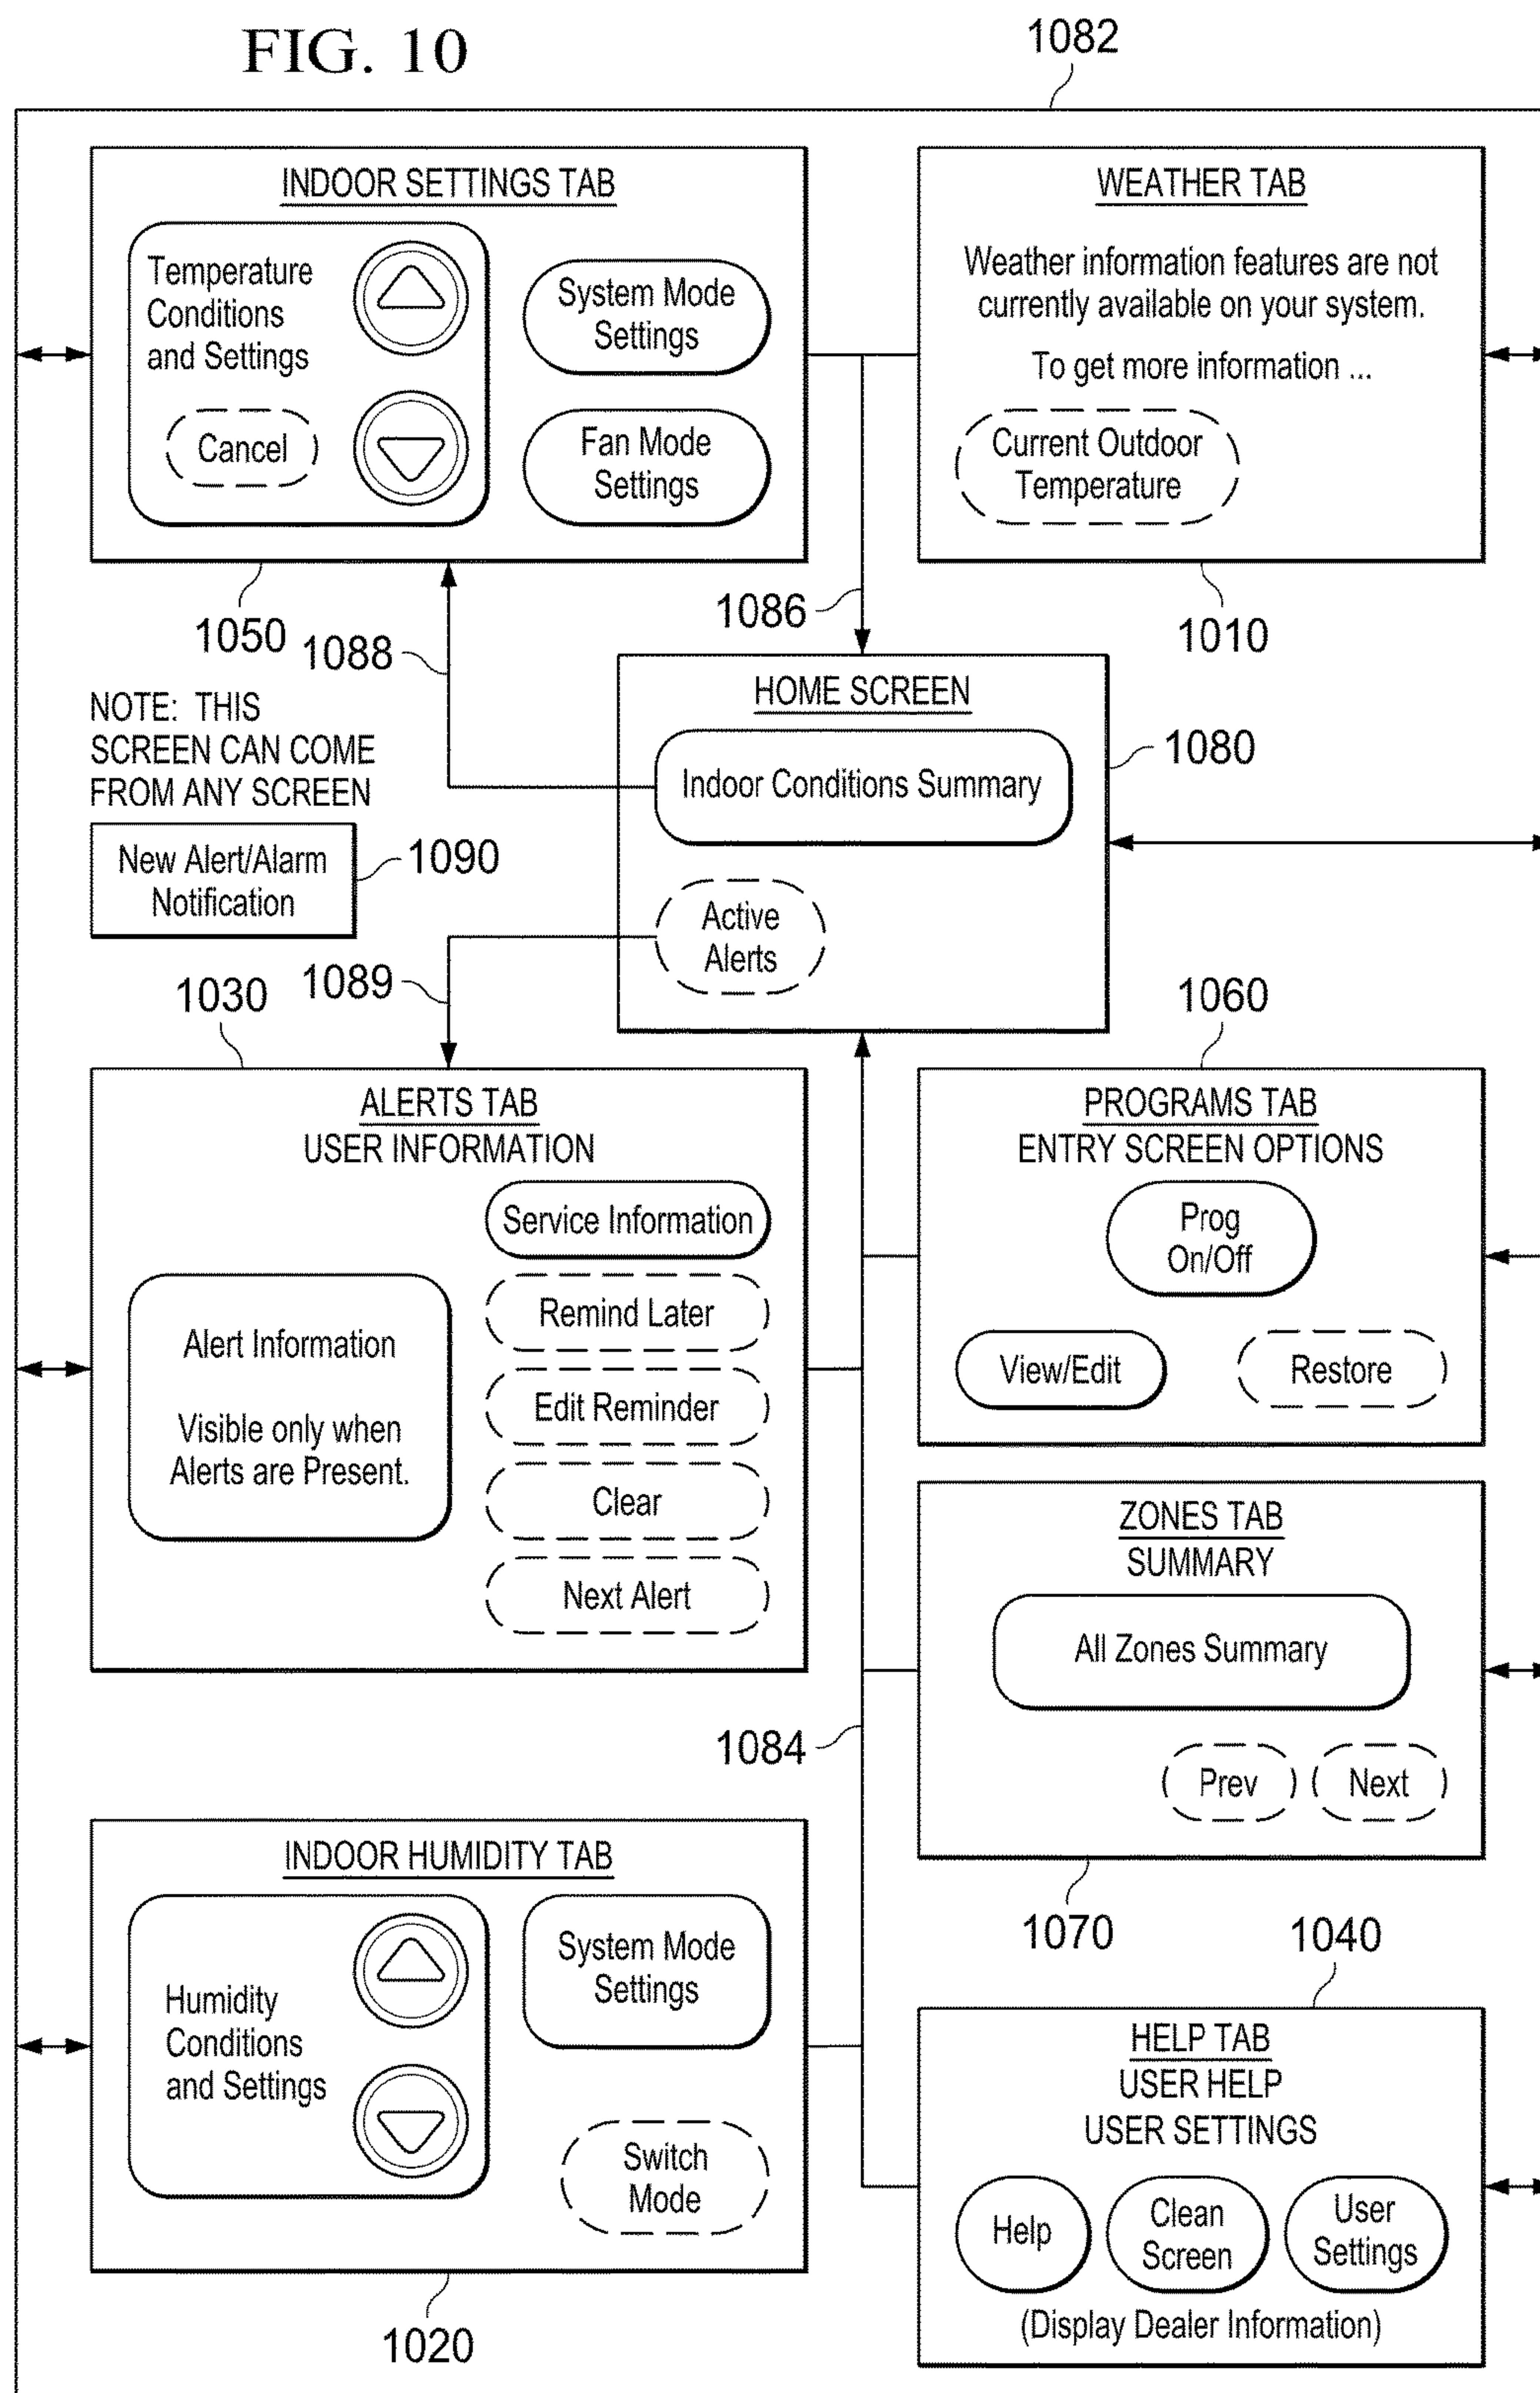 FIG. 10
1082
INDOOR SETTINGS TAB
Temperature
Conditions
and Settings
Cancel
System Mode
Settings
Fan Mode
Settings
1050
WEATHER TAB
Weather information features are not
currently available on your system.
To get more information ...
Current Outdoor
Temperature
1010
1086
1088
NOTE: THIS
SCREEN CAN COME
FROM ANY SCREEN
New Alert/Alarm
Notification
1090
HOME SCREEN
Indoor Conditions Summary
Active
Alerts
1080
1089
1030
ALERTS TAB
USER INFORMATION
Service Information
Alert Information
Visible only when
Alerts are Present.
Remind Later
Edit Reminder
Clear
Next Alert
1060
PROGRAMS TAB
ENTRY SCREEN OPTIONS
Prog
On/Off
View/Edit
Restore
ZONES TAB
SUMMARY
All Zones Summary
Prev
Next
1070
1084
INDOOR HUMIDITY TAB
Humidity
Conditions
and Settings
System Mode
Settings
Switch
Mode
1020
1040
HELP TAB
USER HELP
USER SETTINGS
Help
Clean
Screen
User
Settings
(Display Dealer Information)